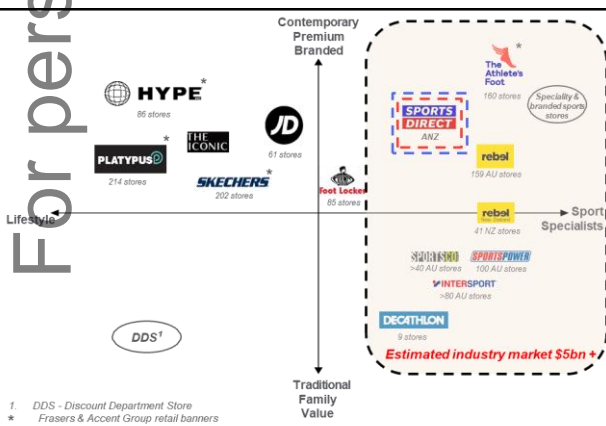 For pers
Contemporary
Premium
Branded
HYPE*
86 stores
THE
ICONIC
JD
61 stores
PLATYPUS*
214 stores
SKECHERS*
202 stores
Foot Locker
85 stores
The
Athlete's
Foot*
160 stores
Speciality &
branded sports
stores
SPORTS
DIRECT
ANZ
rebel
159 AU stores
Lifestyle
Sport
Specialists
rebel
New Zealand
41 NZ stores
SPORTSCO
>40 AU stores
SPORTSPOWER
100 AU stores
INTERSPORT
>80 AU stores
DECATHLON
9 stores
Estimated industry market $5bn +
DDS¹
Traditional
Family
Value
1. DDS - Discount Department Store
* Frasers & Accent Group retail banners